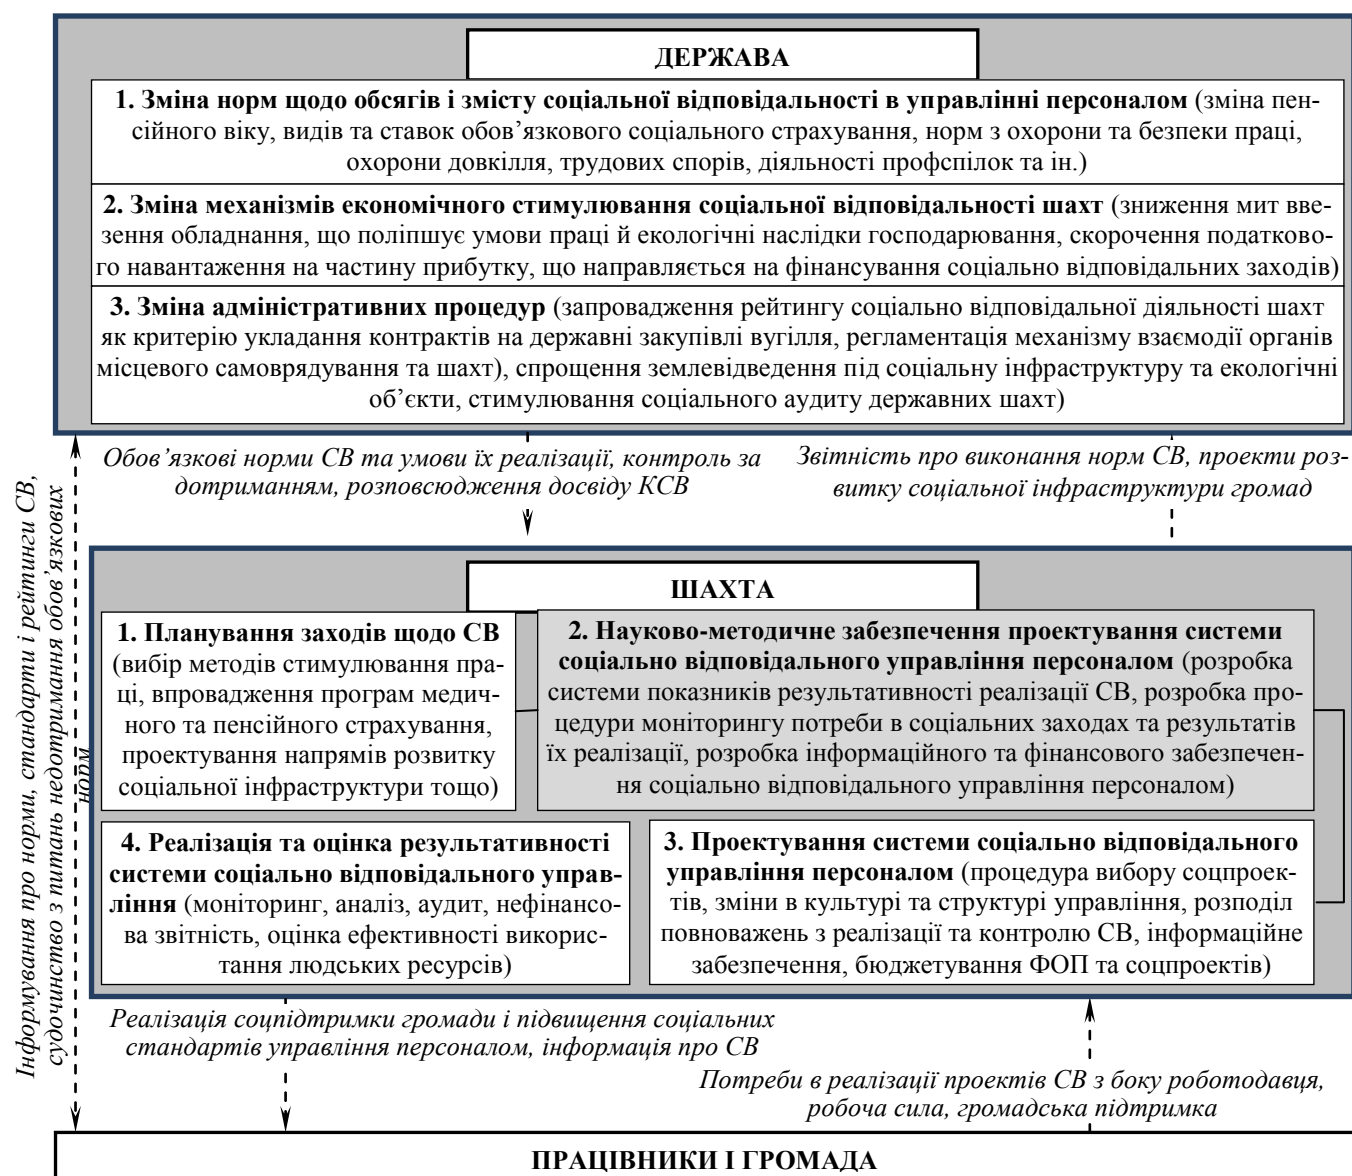 ДЕРЖАВА
1. Зміна норм щодо обсягів і змісту соціальної відповідальності в управлінні персоналом (зміна пен-
сійного віку, видів та ставок обов’язкового соціального страхування, норм з охорони та безпеки праці,
охорони довкілля, трудових спорів, діяльності профспілок та ін.)
2. Зміна механізмів економічного стимулювання соціальної відповідальності шахт (зниження мит вве-
зення обладнання, що поліпшує умови праці й екологічні наслідки господарювання, скорочення податково-
го навантаження на частину прибутку, що направляється на фінансування соціально відповідальних заходів)
3. Зміна адміністративних процедур (запровадження рейтингу соціально відповідальної діяльності шахт
як критерію укладання контрактів на державні закупівлі вугілля, регламентація механізму взаємодії органів
місцевого самоврядування та шахт), спрощення землевідведення під соціальну інфраструктуру та екологічні
об’єкти, стимулювання соціального аудиту державних шахт)
Обов’язкові норми СВ та умови їх реалізації, контроль за
дотриманням, розповсюдження досвіду КСВ
Звітність про виконання норм СВ, проекти роз-
витку соціальної інфраструктури громад
Інформування про норми, стандарти і рейтинги СВ,
судочинство з питань недотримання обов’язкових
норм
ШАХТА
1. Планування заходів щодо СВ
(вибір методів стимулювання пра-
ці, впровадження програм медич-
ного та пенсійного страхування,
проектування напрямів розвитку
соціальної інфраструктури тощо)
2. Науково-методичне забезпечення проектування системи
соціально відповідального управління персоналом (розробка
системи показників результативності реалізації СВ, розробка про-
цедури моніторингу потреби в соціальних заходах та результатів
їх реалізації, розробка інформаційного та фінансового забезпечен-
ня соціально відповідального управління персоналом)
4. Реалізація та оцінка результативності
системи соціально відповідального управ-
ління (моніторинг, аналіз, аудит, нефінансо-
ва звітність, оцінка ефективності викорис-
тання людських ресурсів)
3. Проектування системи соціально відповідального
управління персоналом (процедура вибору соцпроек-
тів, зміни в культурі та структурі управління, розподіл
повноважень з реалізації та контролю СВ, інформаційне
забезпечення, бюджетування ФОП та соцпроектів)
Реалізація соцпідтримки громади і підвищення соціальних
стандартів управління персоналом, інформація про СВ
Потреби в реалізації проектів СВ з боку роботодавця,
робоча сила, громадська підтримка
ПРАЦІВНИКИ І ГРОМАДА